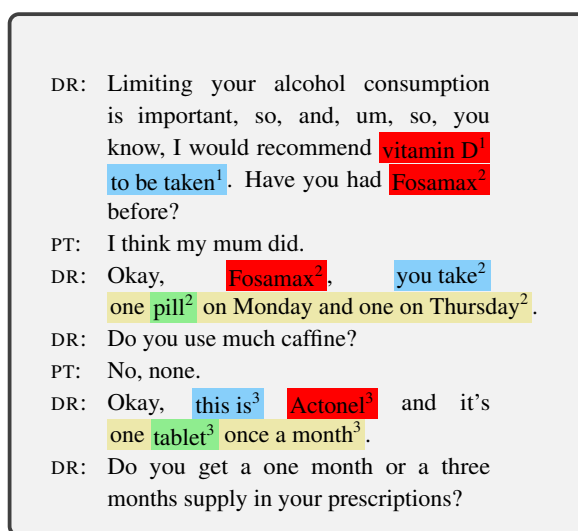 DR: Limiting your alcohol consumption
is important, so, and, um, so, you
know, I would recommend vitamin D¹
to be taken¹. Have you had Fosamax²
before?
PT: I think my mum did.
DR: Okay, Fosamax², you take²
one pill² on Monday and one on Thursday².
DR: Do you use much caffine?
PT: No, none.
DR: Okay, this is³ Actonel³ and it's
one tablet³ once a month³.
DR: Do you get a one month or a three
months supply in your prescriptions?